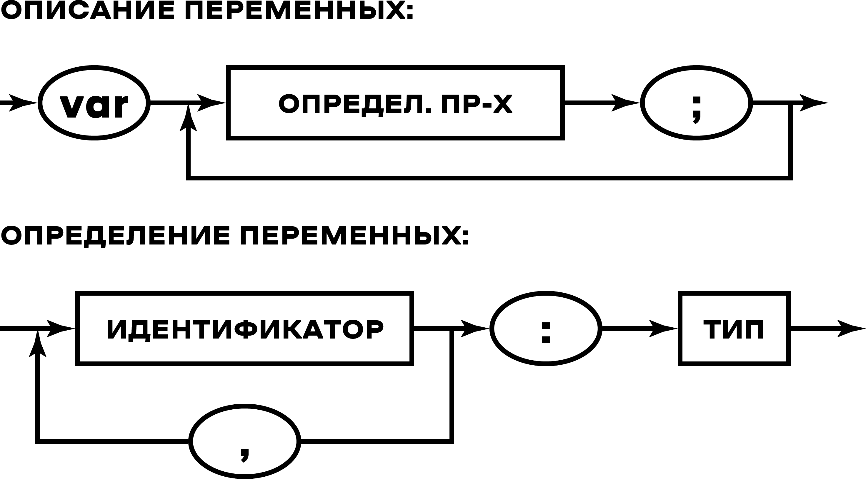 ОПИСАНИЕ ПЕРЕМЕННЫХ:
var ОПРЕДЕЛ. ПР-Х ;
ОПРЕДЕЛЕНИЕ ПЕРЕМЕННЫХ:
ИДЕНТИФИКАТОР : ТИП
,